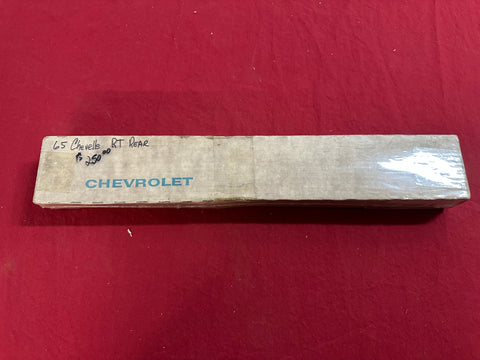 65 Chevelle RT REAR
$250.00
CHEVROLET